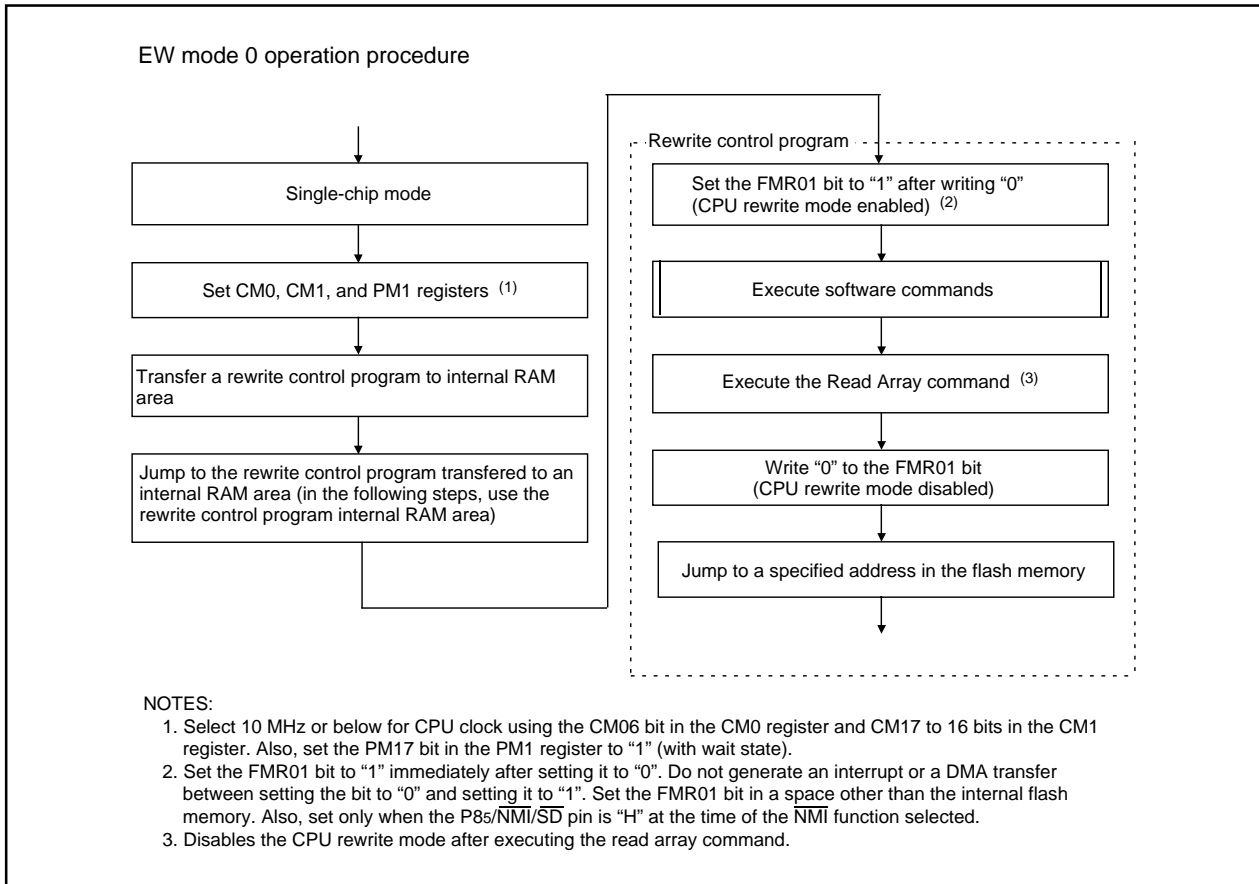 EW mode 0 operation procedure
Single-chip mode
Set CM0, CM1, and PM1 registers (1)
Transfer a rewrite control program to internal RAM
area
Jump to the rewrite control program transfered to an
internal RAM area (in the following steps, use the
rewrite control program internal RAM area)
Rewrite control program
Set the FMR01 bit to “1” after writing “0”
(CPU rewrite mode enabled) (2)
Execute software commands
Execute the Read Array command (3)
Write “0” to the FMR01 bit
(CPU rewrite mode disabled)
Jump to a specified address in the flash memory
NOTES:
1. Select 10 MHz or below for CPU clock using the CM06 bit in the CM0 register and CM17 to 16 bits in the CM1
register. Also, set the PM17 bit in the PM1 register to “1” (with wait state).
2. Set the FMR01 bit to “1” immediately after setting it to “0”. Do not generate an interrupt or a DMA transfer
between setting the bit to “0” and setting it to “1”. Set the FMR01 bit in a space other than the internal flash
memory. Also, set only when the P85/NMI/SD pin is “H” at the time of the NMI function selected.
3. Disables the CPU rewrite mode after executing the read array command.